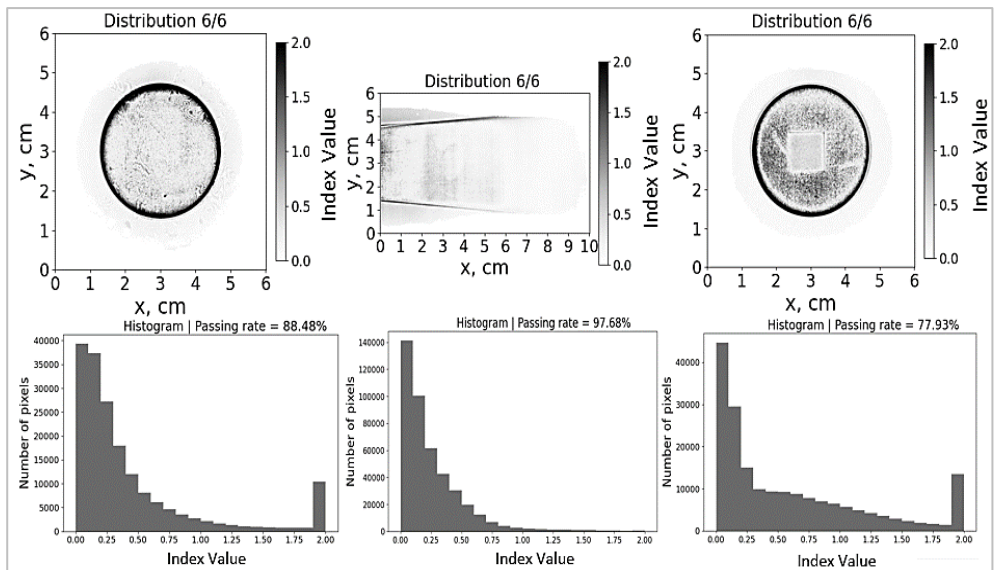 Distribution 6/6
6
5
4
3
2
1
0
y, cm
0 1 2 3 4 5 6
x, cm
2.0
1.5
1.0
0.5
0.0
Index Value
Distribution 6/6
6
5
4
3
2
1
0
y, cm
0 1 2 3 4 5 6 7 8 9 10
x, cm
2.0
1.5
1.0
0.5
0.0
Index Value
Distribution 6/6
6
5
4
3
2
1
0
y, cm
0 1 2 3 4 5 6
x, cm
2.0
1.5
1.0
0.5
0.0
Index Value
Histogram | Passing rate = 88.48%
40000
35000
30000
25000
20000
15000
10000
5000
0
Number of pixels
0.00 0.25 0.50 0.75 1.00 1.25 1.50 1.75 2.00
Index Value
Histogram | Passing rate = 97.68%
140000
120000
100000
80000
60000
40000
20000
0
Number of pixels
0.00 0.25 0.50 0.75 1.00 1.25 1.50 1.75 2.00
Index Value
Histogram | Passing rate = 77.93%
40000
30000
20000
10000
0
Number of pixels
0.00 0.25 0.50 0.75 1.00 1.25 1.50 1.75 2.00
Index Value